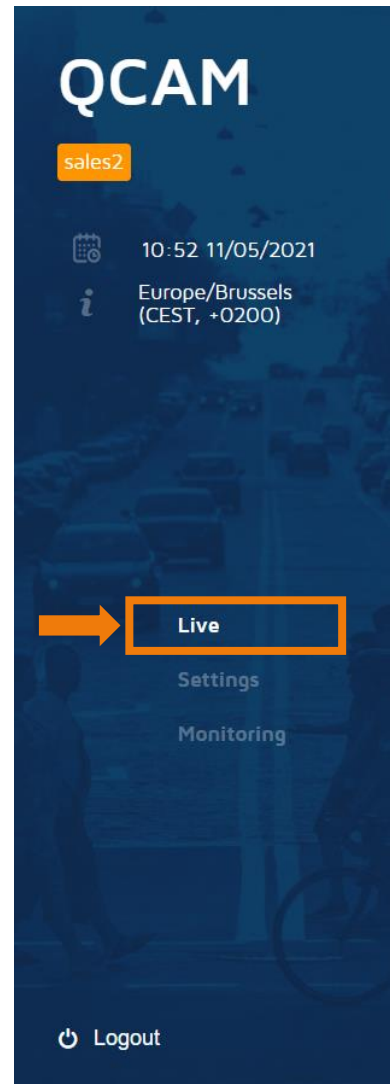 QCAM
sales2
10:52 11/05/2021
Europe/Brussels
(CEST, +0200)
Live
Settings
Monitoring
Logout